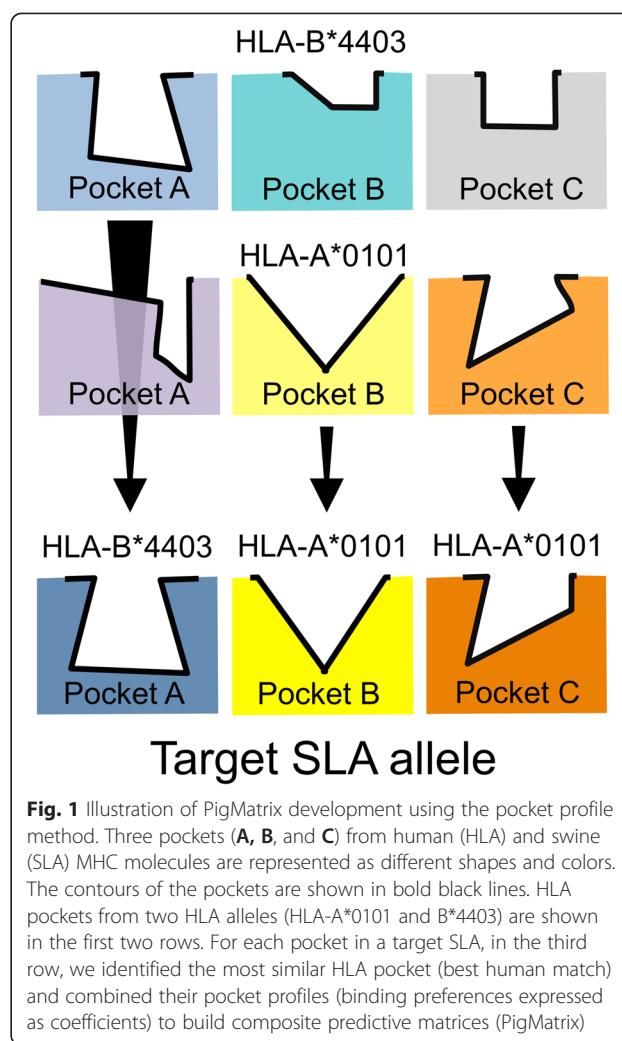 HLA-B*4403
Pocket A Pocket B Pocket C
HLA-A*0101
Pocket A Pocket B Pocket C
HLA-B*4403 HLA-A*0101 HLA-A*0101
Pocket A Pocket B Pocket C
Target SLA allele
Fig. 1 Illustration of PigMatrix development using the pocket profile
method. Three pockets (A, B, and C) from human (HLA) and swine
(SLA) MHC molecules are represented as different shapes and colors.
The contours of the pockets are shown in bold black lines. HLA
pockets from two HLA alleles (HLA-A*0101 and B*4403) are shown
in the first two rows. For each pocket in a target SLA, in the third
row, we identified the most similar HLA pocket (best human match)
and combined their pocket profiles (binding preferences expressed
as coefficients) to build composite predictive matrices (PigMatrix)